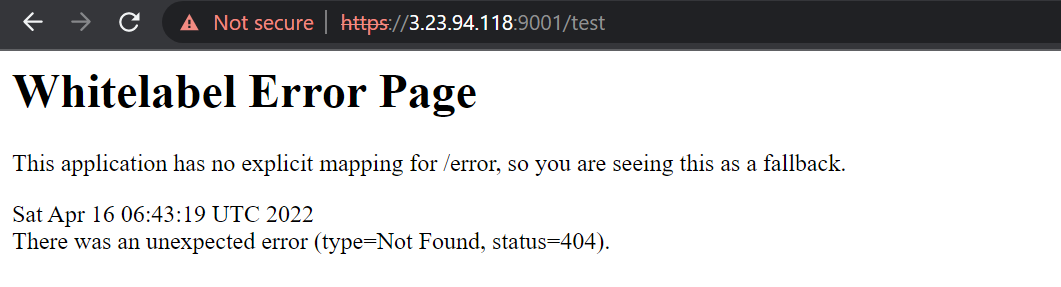 Not secure | https://3.23.94.118:9001/test
Whitelabel Error Page
This application has no explicit mapping for /error, so you are seeing this as a fallback.
Sat Apr 16 06:43:19 UTC 2022
There was an unexpected error (type=Not Found, status=404).